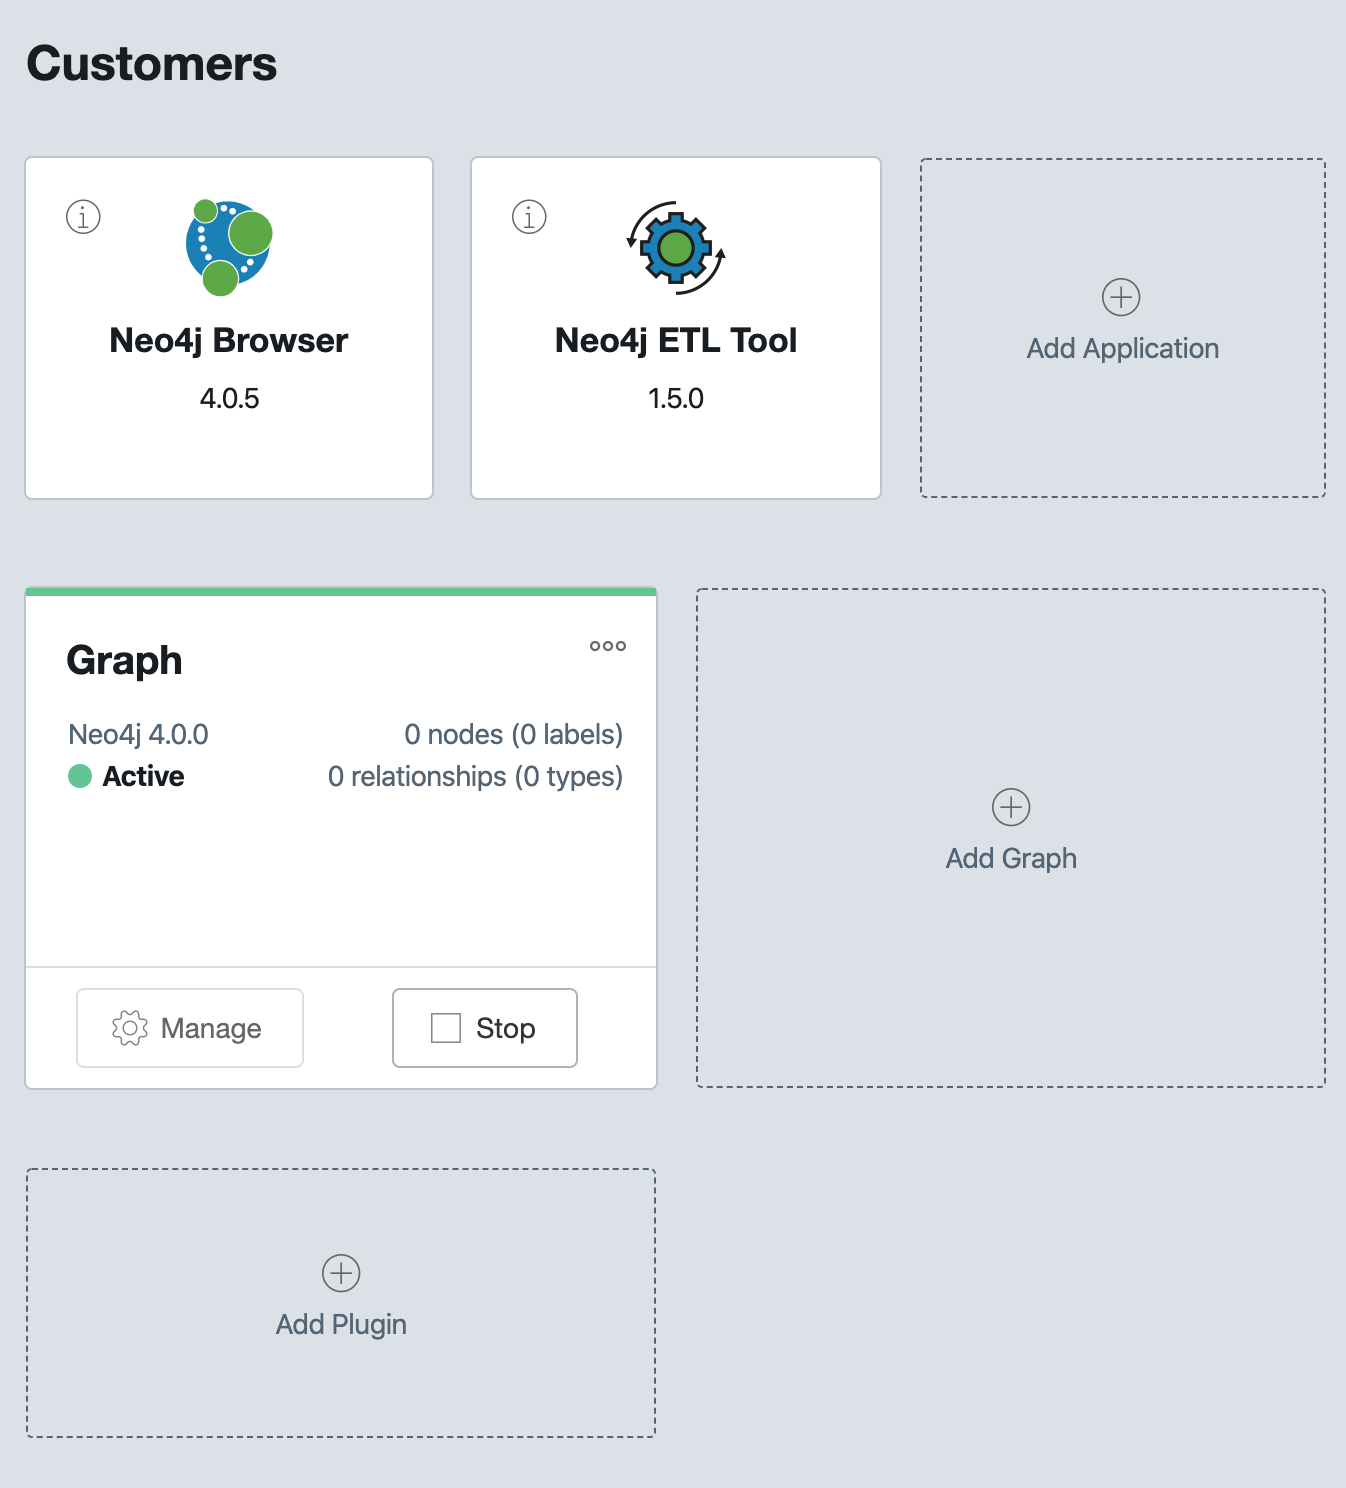 Customers
Neo4j Browser
4.0.5
Neo4j ETL Tool
1.5.0
Add Application
Graph
Neo4j 4.0.0
0 nodes (0 labels)
Active
0 relationships (0 types)
Manage
Stop
Add Graph
Add Plugin